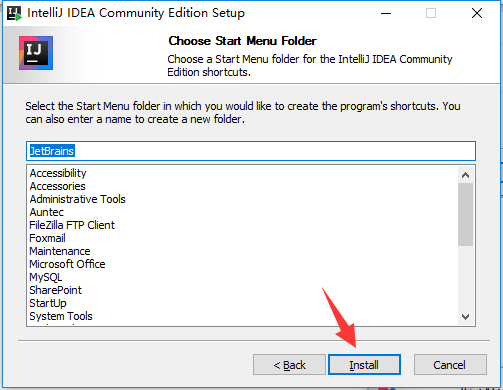 IntelliJ IDEA Community Edition Setup
IJ
Choose Start Menu Folder
Choose a Start Menu folder for the IntelliJ IDEA Community
Edition shortcuts.
Select the Start Menu folder in which you would like to create the program's shortcuts. You
can also enter a name to create a new folder.
JetBrains
Accessibility
Accessories
Administrative Tools
Auntec
FileZilla FTP Client
Foxmail
Maintenance
Microsoft Office
MySQL
SharePoint
StartUp
System Tools
< Back
Install
Cancel